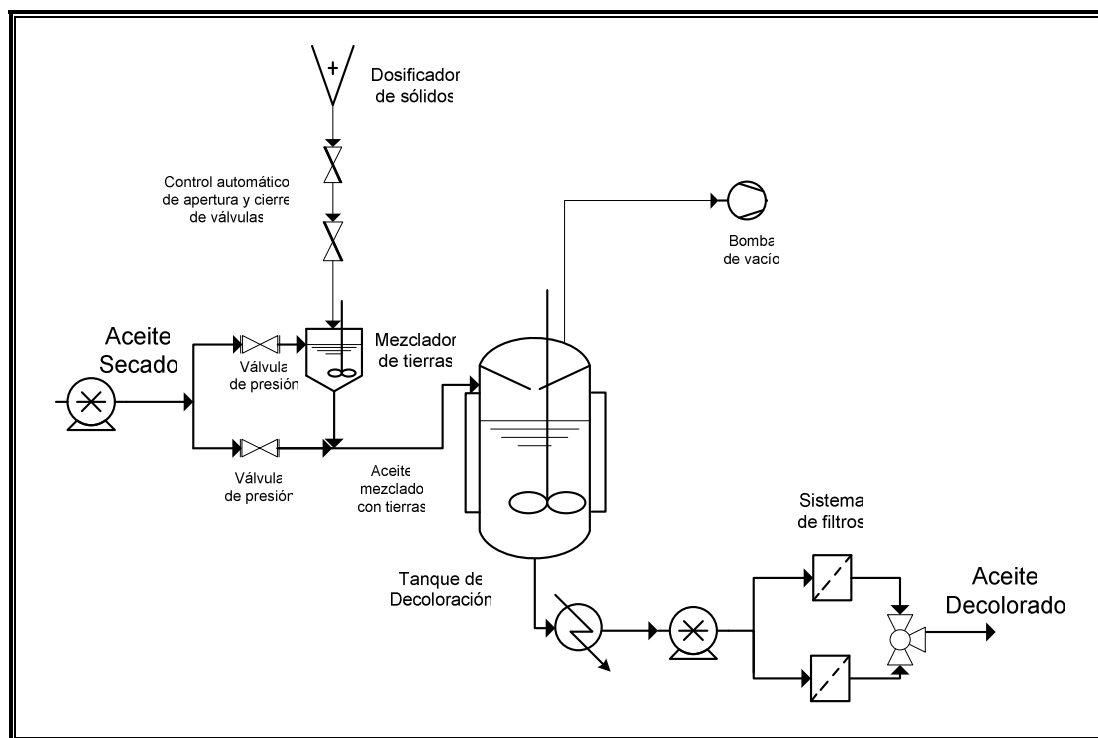 Dosificador
de sólidos
Control automático
de apertura y cierre
de válvulas
Bomba
de vacío
Aceite
Secado
Válvula
de presión
Mezclador
de tierras
Válvula
de presión
Aceite
mezclado
con tierras
Tanque de
Decoloración
Sistema
de filtros
Aceite
Decolorado